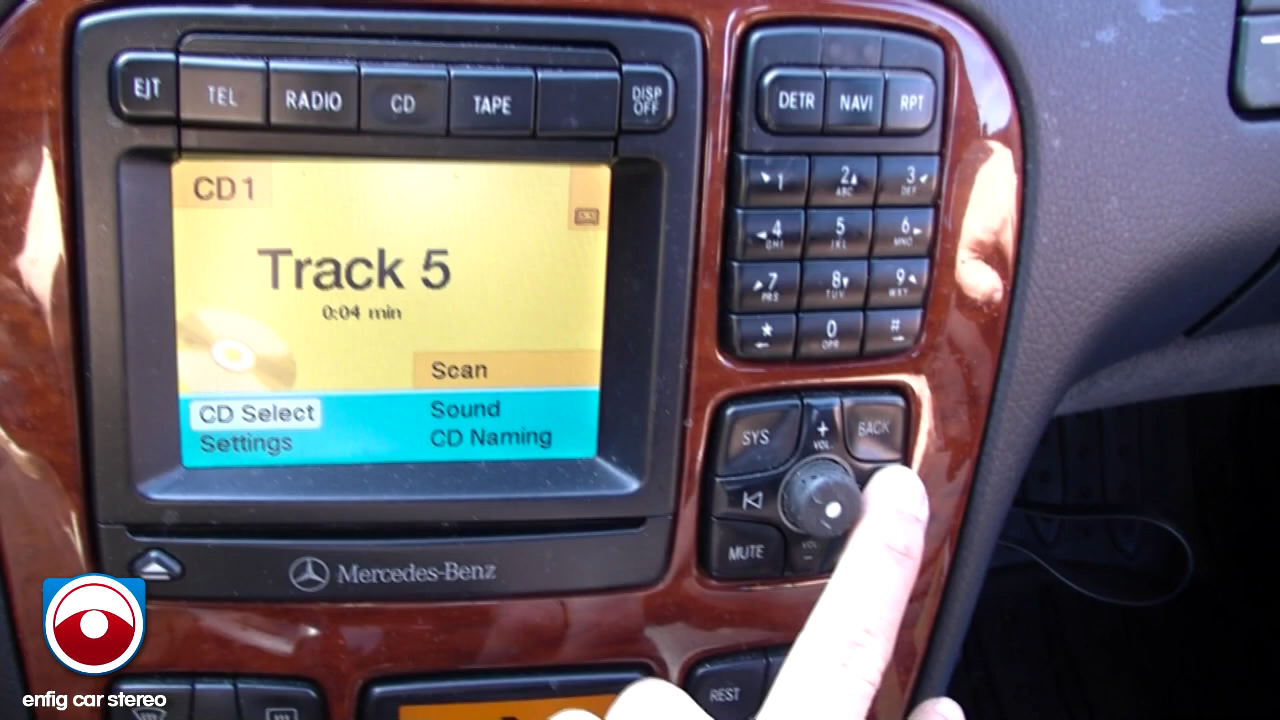 EJT TEL RADIO CD TAPE DISP OFF
DETR NAVI RPT
CD 1
Track 5
0:04 min
Scan
CD Select Sound
Settings CD Naming
1 2 ABC 3 DEF
4 GHI 5 JKL 6 MNO
7 PRS 8 TUV 9 WXY
* 0 OPR #
SYS + VOL BACK
MUTE VOL -
Mercedes-Benz
REST
enfig car stereo